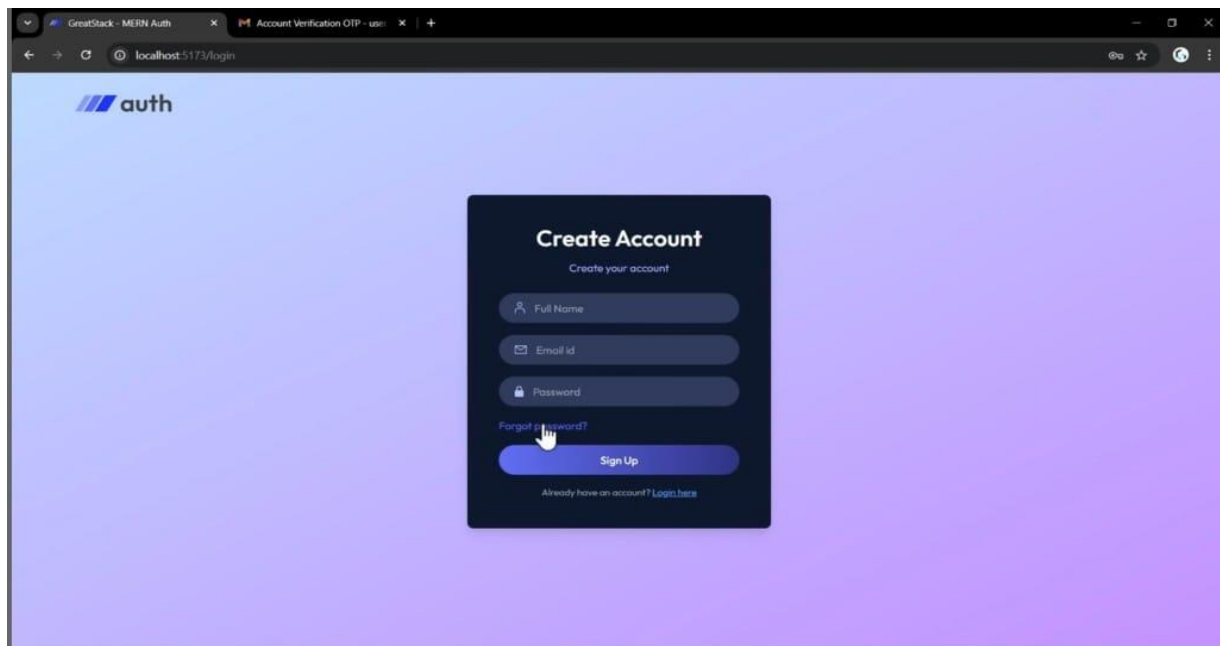 GreatStack - MERN Auth
Account Verification OTP - use
localhost:5173/login
auth
Create Account
Create your account
Full Name
Email id
Password
Forgot password?
Sign Up
Already have an account? Login here